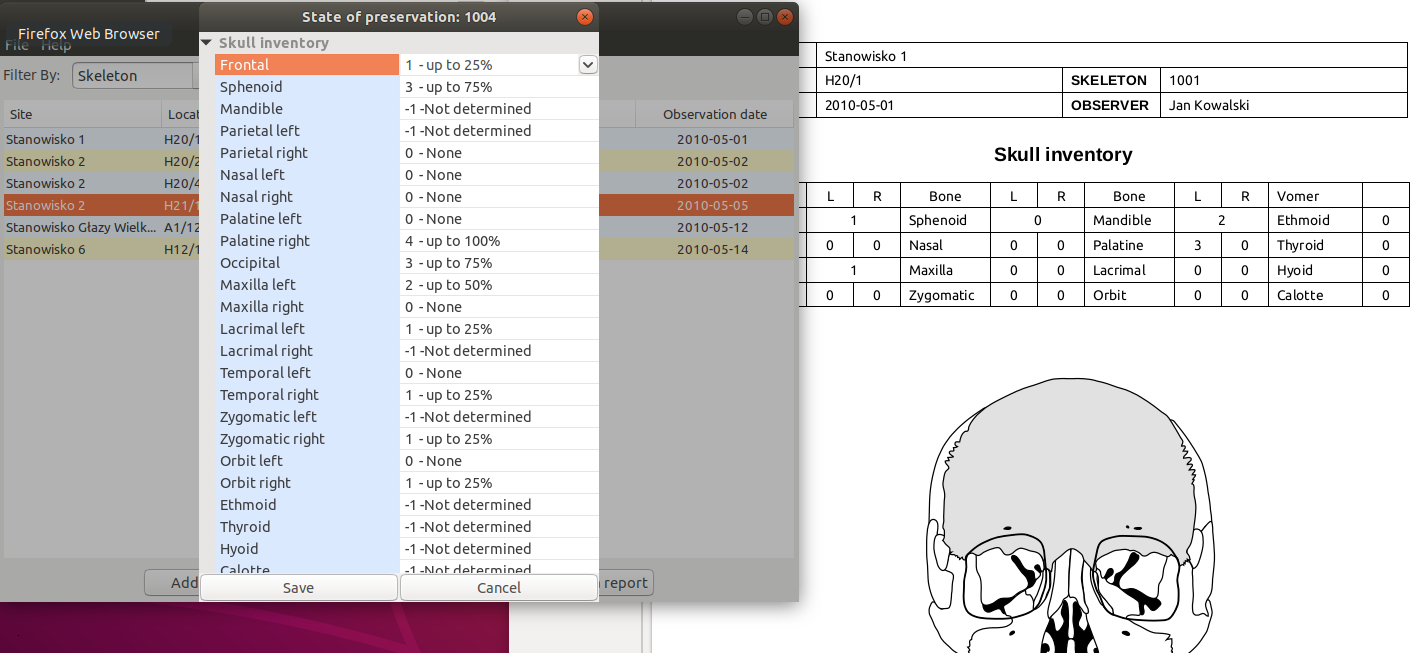 State of preservation: 1004
Firefox Web Browser
File Help
Filter By: Skeleton
Site Locat Observation date
Stanowisko 1 H20/1 2010-05-01
Stanowisko 2 H20/2 2010-05-02
Stanowisko 2 H20/4 2010-05-02
Stanowisko 2 H21/1 2010-05-05
Stanowisko Głazy Wielk... A1/12 2010-05-12
Stanowisko 6 H12/1 2010-05-14
Add
report
Skull inventory
Frontal 1 - up to 25%
Sphenoid 3 - up to 75%
Mandible -1 -Not determined
Parietal left -1 -Not determined
Parietal right 0 - None
Nasal left 0 - None
Nasal right 0 - None
Palatine left 0 - None
Palatine right 4 - up to 100%
Occipital 3 - up to 75%
Maxilla left 2 - up to 50%
Maxilla right 0 - None
Lacrimal left 1 - up to 25%
Lacrimal right -1 -Not determined
Temporal left 0 - None
Temporal right 1 - up to 25%
Zygomatic left -1 -Not determined
Zygomatic right 1 - up to 25%
Orbit left 0 - None
Orbit right 1 - up to 25%
Ethmoid -1 -Not determined
Thyroid -1 -Not determined
Hyoid -1 -Not determined
Calotte -1 -Not determined
Save Cancel
Stanowisko 1
H20/1 SKELETON 1001
2010-05-01 OBSERVER Jan Kowalski
Skull inventory
L R Bone L R Bone L R Vomer
1 Sphenoid 0 Mandible 2 Ethmoid 0
0 0 Nasal 0 0 Palatine 3 0 Thyroid 0
1 Maxilla 0 0 Lacrimal 0 0 Hyoid 0
0 0 Zygomatic 0 0 Orbit 0 0 Calotte 0